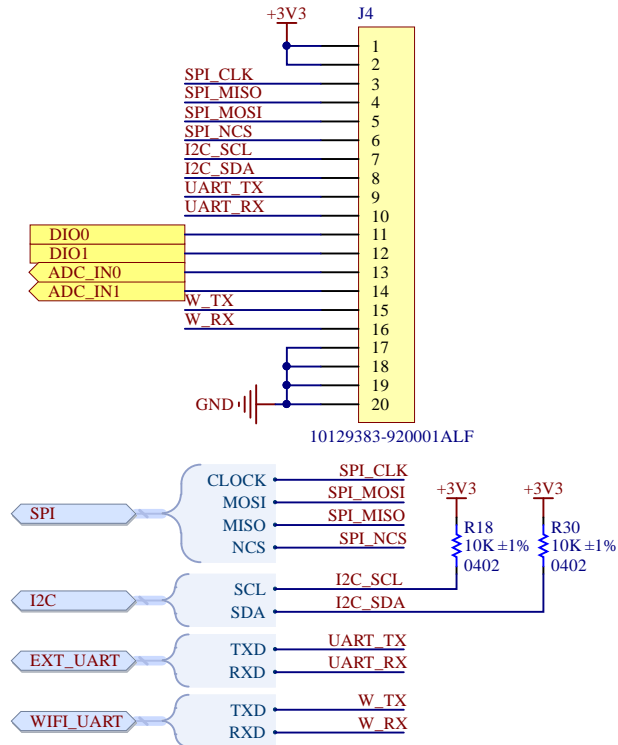 +3V3 J4
1
2
SPI_CLK 3
SPI_MISO 4
SPI_MOSI 5
SPI_NCS 6
I2C_SCL 7
I2C_SDA 8
UART_TX 9
UART_RX 10
DIO0 11
DIO1 12
ADC_IN0 13
ADC_IN1 14
W_TX 15
W_RX 16
17
18
19
GND 20
10129383-920001ALF
SPI
CLOCK SPI_CLK
MOSI SPI_MOSI
MISO SPI_MISO
NCS SPI_NCS
+3V3
R18
10K ±1%
0402
+3V3
R30
10K ±1%
0402
I2C
SCL I2C_SCL
SDA I2C_SDA
EXT_UART
TXD UART_TX
RXD UART_RX
WIFI_UART
TXD W_TX
RXD W_RX